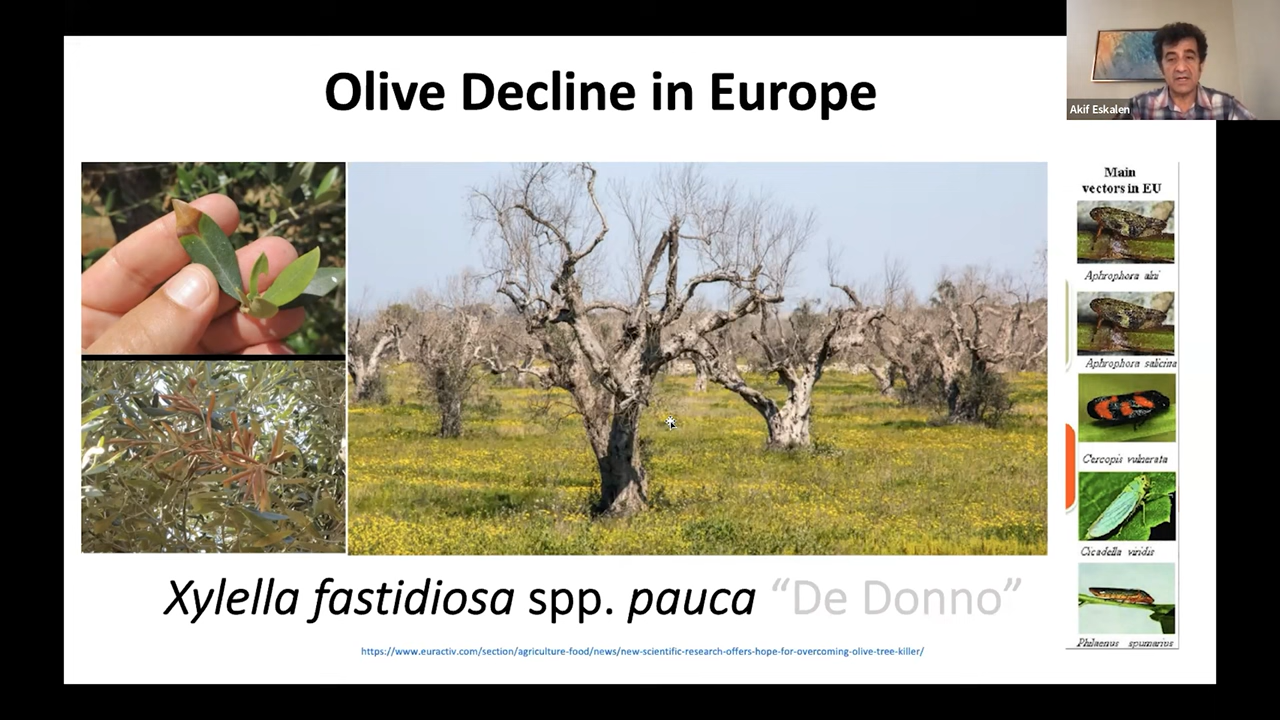 Olive Decline in Europe
Akif Eskalen
Main
vectors in EU
Aphrophora alni
Aphrophora salicina
Cercopis vulnerata
Cicadella viridis
Philaenus spumarius
Xylella fastidiosa spp. pauca “De Donno”
https://www.euractiv.com/section/agriculture-food/news/new-scientific-research-offers-hope-for-overcoming-olive-tree-killer/